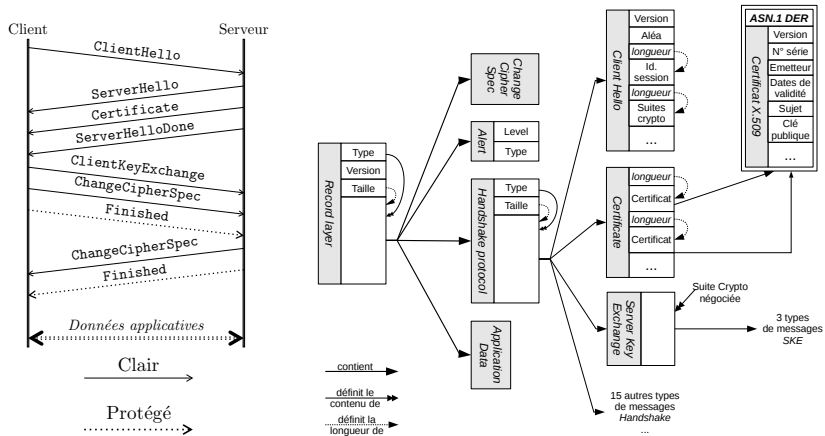 Client
Serveur
ClientHello
ServerHello
Certificate
ServerHelloDone
ClientKeyExchange
ChangeCipherSpec
Finished
ChangeCipherSpec
Finished
Données applicatives
Clair
Protégé
Record layer
Type
Version
Taille
contient
définit le
contenu de
définit la
longueur de
Change
Cipher
Spec
Alert
Level
Type
Handshake protocol
Type
Taille
Application
Data
Client Hello
Version
Aléa
longueur
Id.
session
longueur
Suites
crypto
...
Certificate
longueur
Certificat
longueur
Certificat
...
Server Key
Exchange
Suite Crypto
négociée
3 types
de messages
SKE
15 autres types
de messages
Handshake
...
ASN.1 DER
Certificat X.509
Version
N° série
Emetteur
Dates de
validité
Sujet
Clé
publique
...